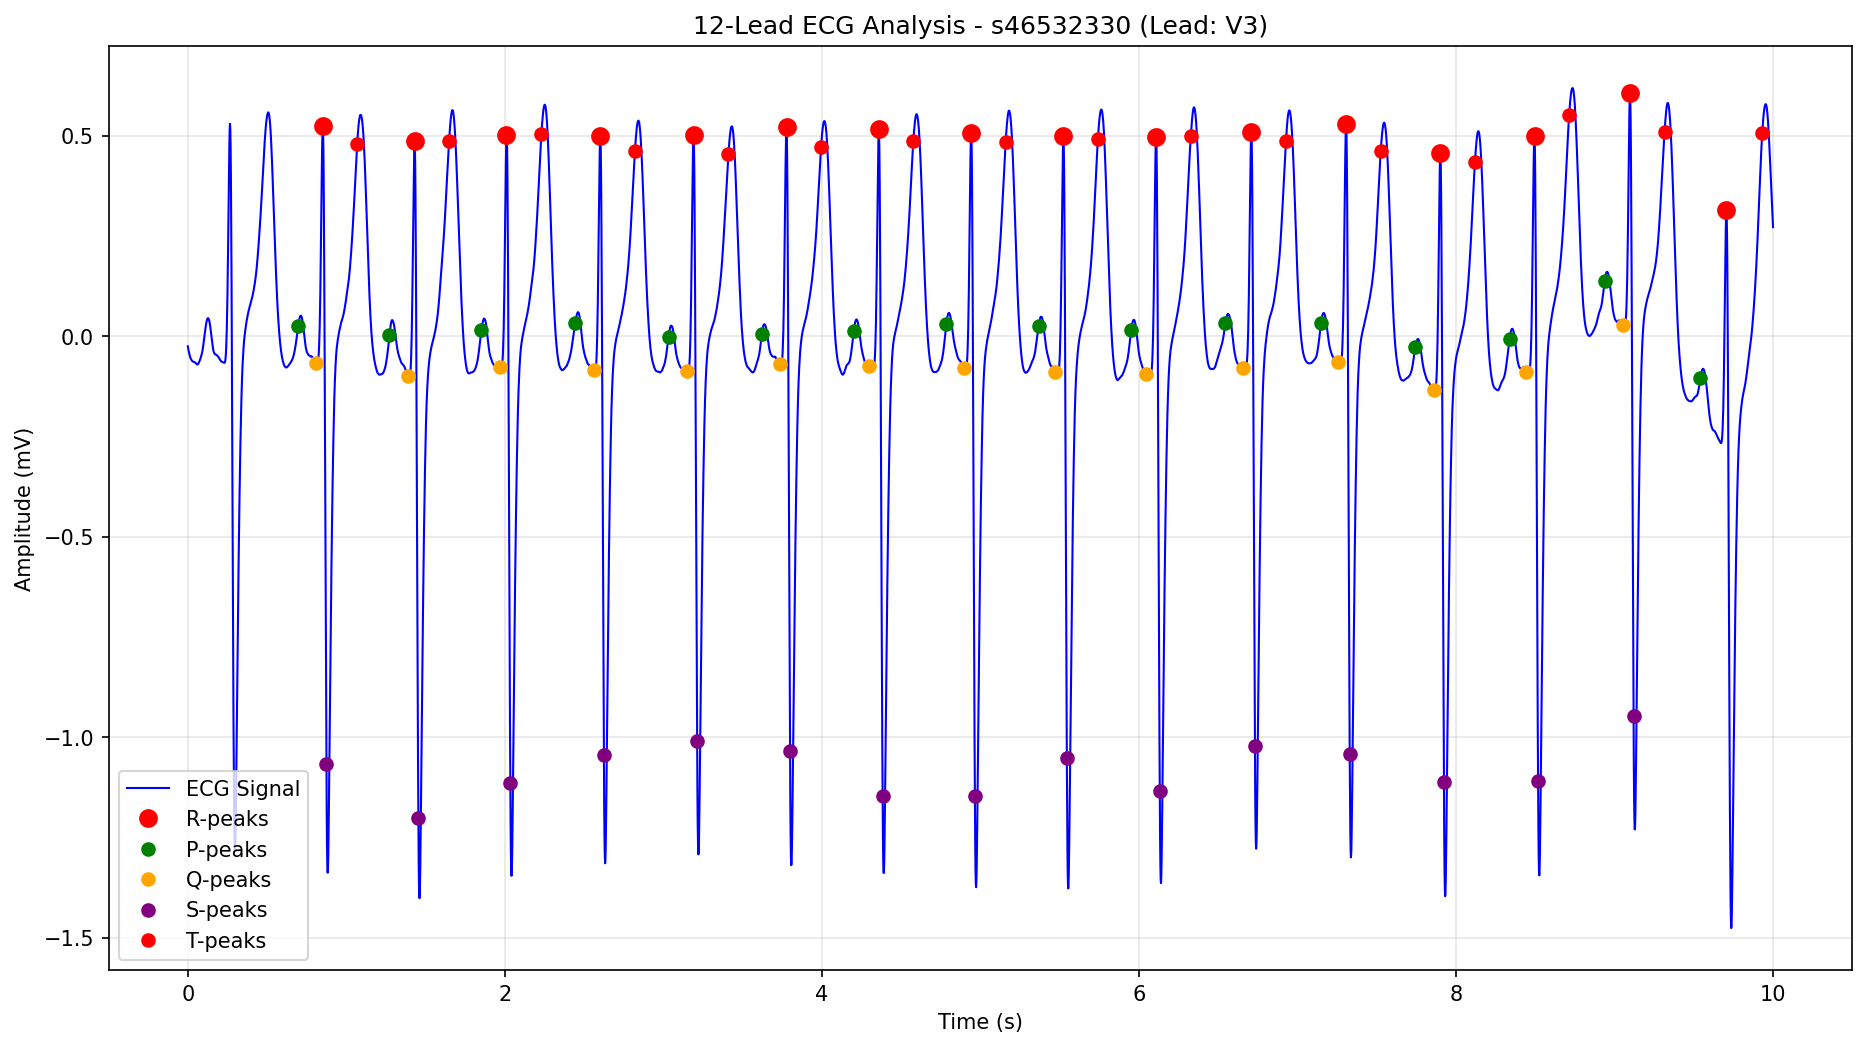 12-Lead ECG Analysis - s46532330 (Lead: V3)
Amplitude (mV)
0.5
0.0
−0.5
−1.0
−1.5
ECG Signal
R-peaks
P-peaks
Q-peaks
S-peaks
T-peaks
0 2 4 6 8 10
Time (s)